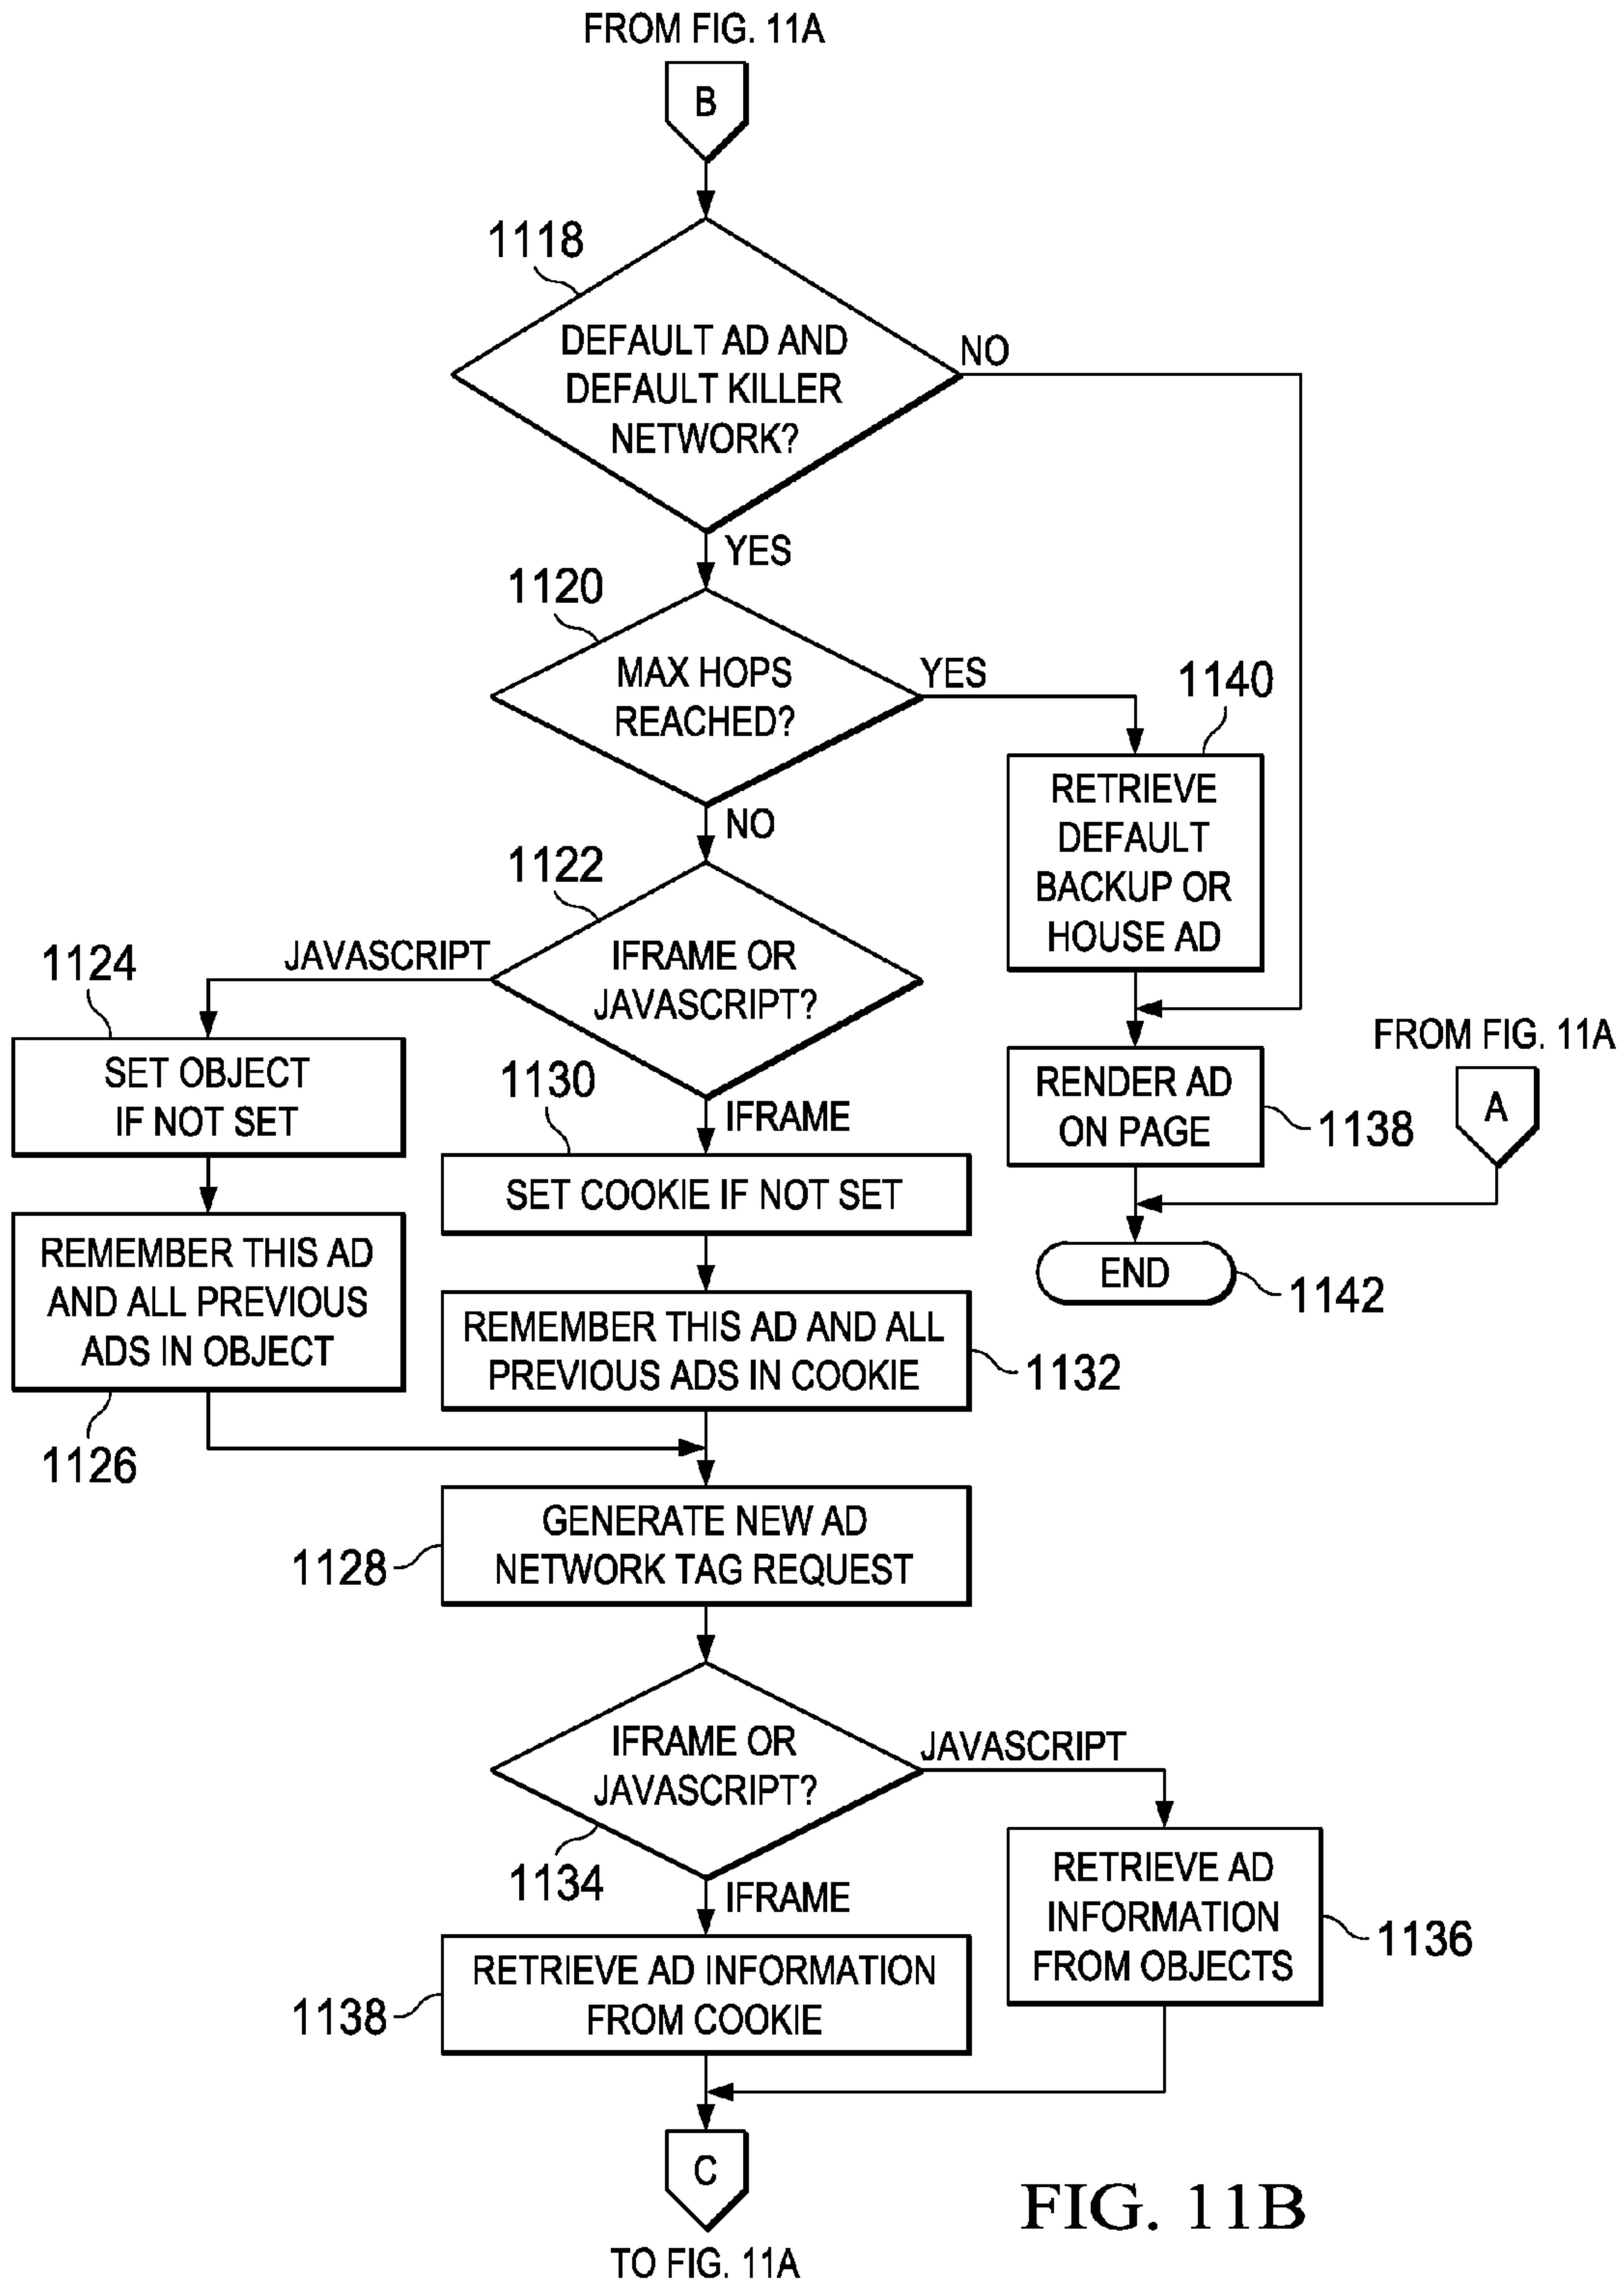 FROM FIG. 11A
B
1118
DEFAULT AD AND
DEFAULT KILLER
NETWORK?
NO
YES
1120
MAX HOPS
REACHED?
YES
1140
RETRIEVE
DEFAULT
BACKUP OR
HOUSE AD
NO
1122
IFRAME OR
JAVASCRIPT?
JAVASCRIPT
1124
SET OBJECT
IF NOT SET
FROM FIG. 11A
A
RENDER AD
ON PAGE
1138
1130
IFRAME
SET COOKIE IF NOT SET
REMEMBER THIS AD
AND ALL PREVIOUS
ADS IN OBJECT
1126
END
1142
REMEMBER THIS AD AND ALL
PREVIOUS ADS IN COOKIE
1132
GENERATE NEW AD
NETWORK TAG REQUEST
1128
IFRAME OR
JAVASCRIPT?
JAVASCRIPT
1134
IFRAME
RETRIEVE AD
INFORMATION
FROM OBJECTS
1136
RETRIEVE AD INFORMATION
FROM COOKIE
1138
C
TO FIG. 11A
FIG. 11B